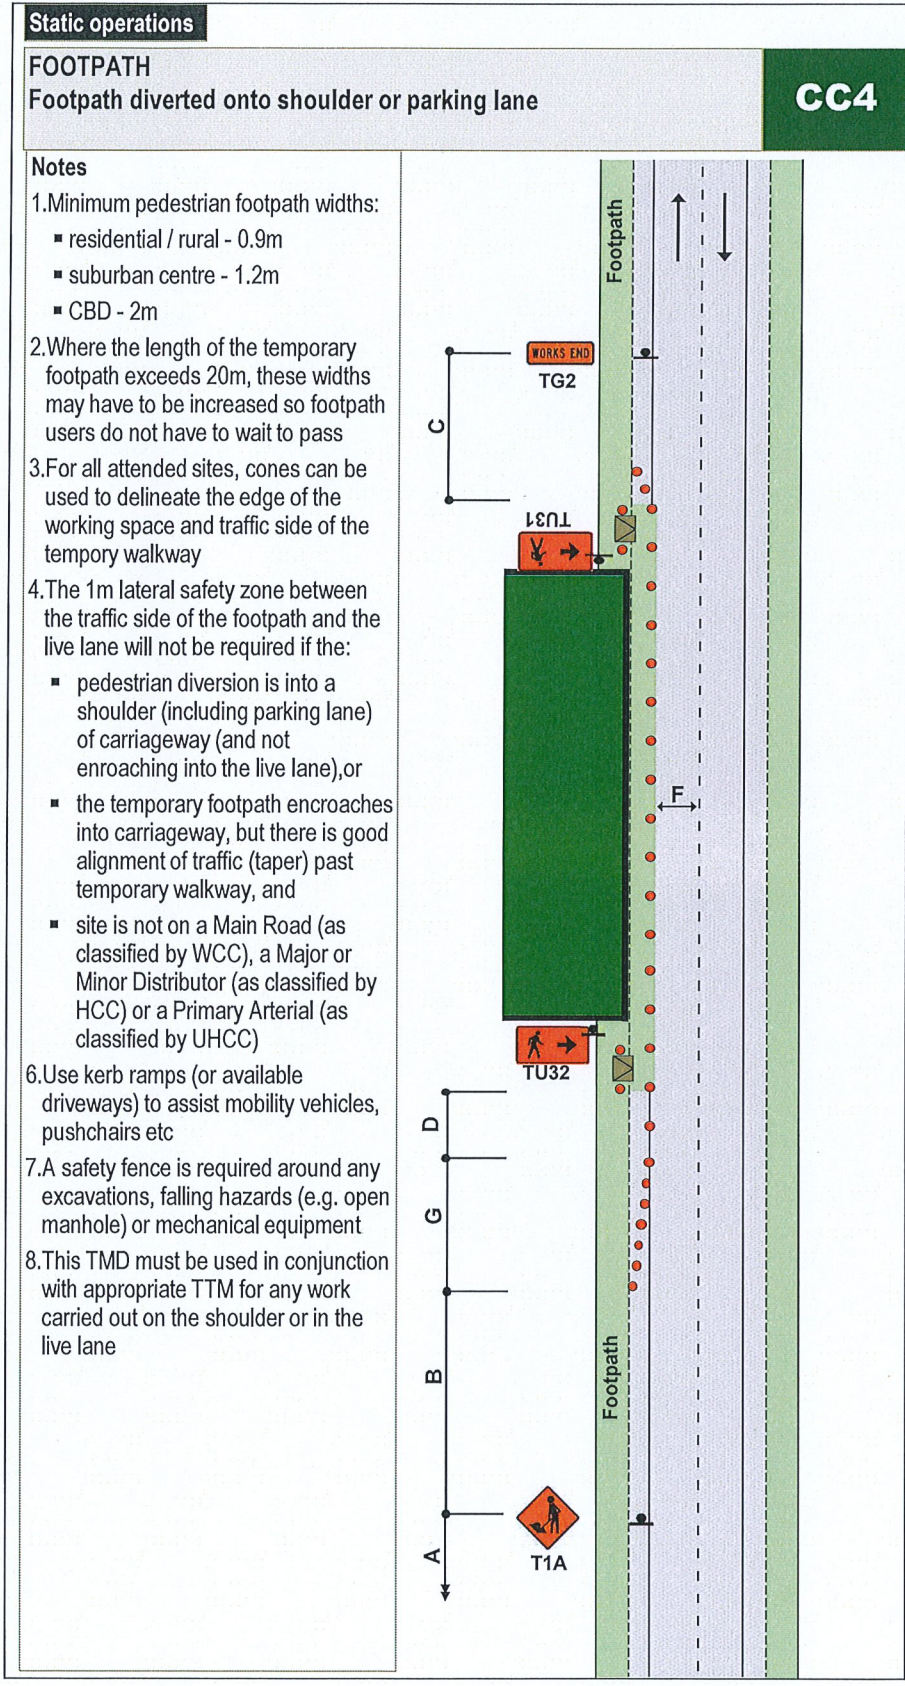 Static operations
FOOTPATH
Footpath diverted onto shoulder or parking lane
CC4
Notes
1.Minimum pedestrian footpath widths:
▪ residential / rural - 0.9m
▪ suburban centre - 1.2m
▪ CBD - 2m
2.Where the length of the temporary
footpath exceeds 20m, these widths
may have to be increased so footpath
users do not have to wait to pass
3.For all attended sites, cones can be
used to delineate the edge of the
working space and traffic side of the
tempory walkway
4.The 1m lateral safety zone between
the traffic side of the footpath and the
live lane will not be required if the:
▪ pedestrian diversion is into a
shoulder (including parking lane)
of carriageway (and not
enroaching into the live lane),or
▪ the temporary footpath encroaches
into carriageway, but there is good
alignment of traffic (taper) past
temporary walkway, and
▪ site is not on a Main Road (as
classified by WCC), a Major or
Minor Distributor (as classified by
HCC) or a Primary Arterial (as
classified by UHCC)
6.Use kerb ramps (or available
driveways) to assist mobility vehicles,
pushchairs etc
7.A safety fence is required around any
excavations, falling hazards (e.g. open
manhole) or mechanical equipment
8.This TMD must be used in conjunction
with appropriate TTM for any work
carried out on the shoulder or in the
live lane
Footpath
WORKS END
TG2
C
TU31
F
TU32
D
G
B
Footpath
A
T1A